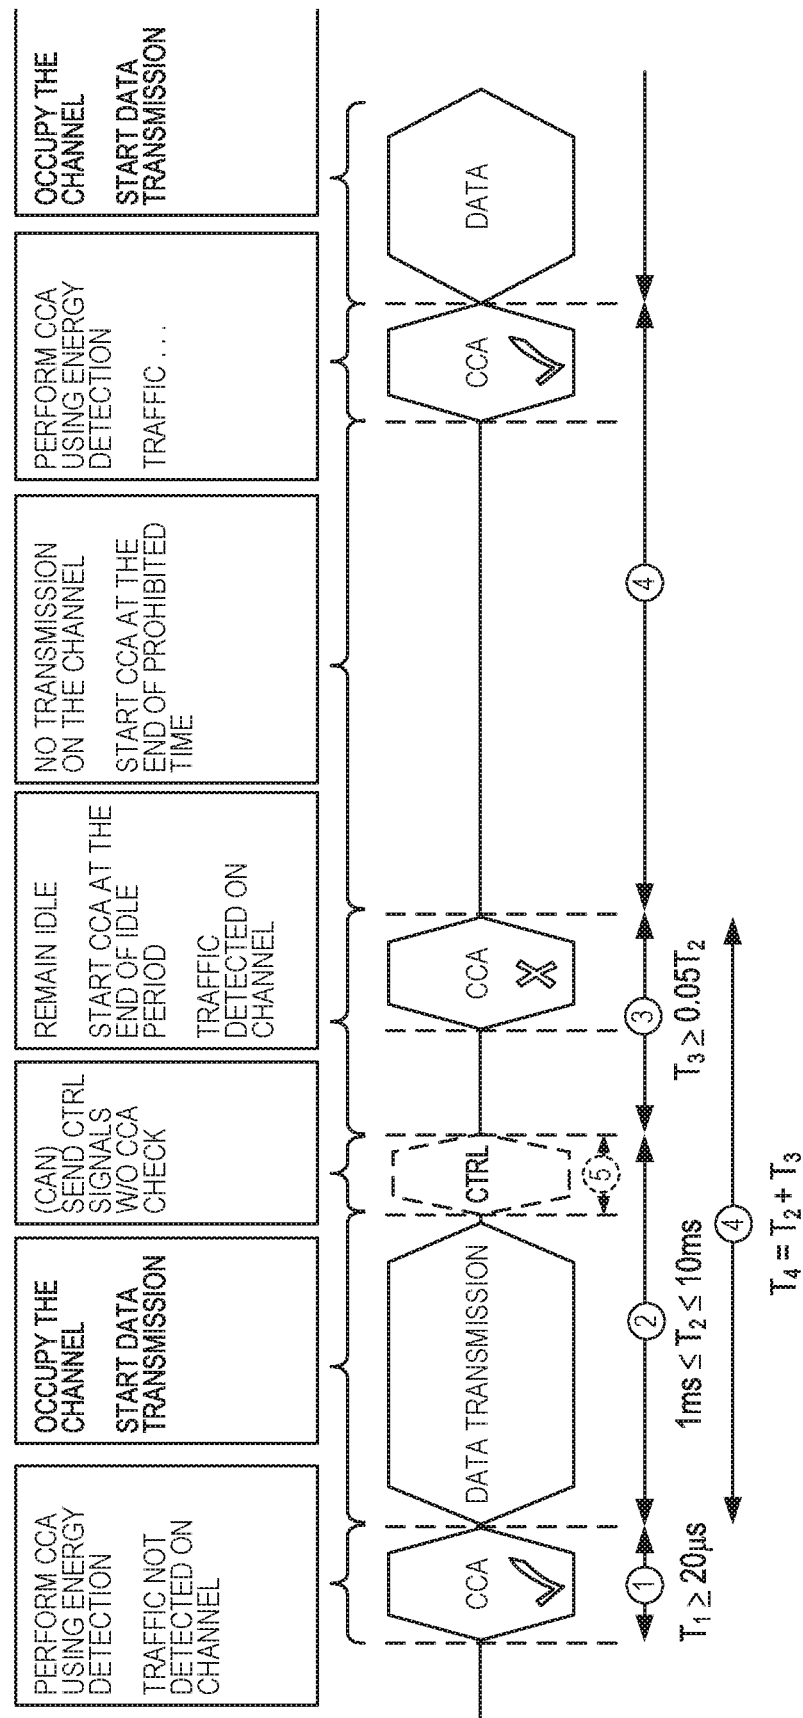 PERFORM CCA
USING ENERGY
DETECTION
TRAFFIC NOT
DETECTED ON
CHANNEL
OCCUPY THE
CHANNEL
START DATA
TRANSMISSION
(CAN)
SEND CTRL
SIGNALS
W/O CCA
CHECK
REMAIN IDLE
START CCA AT THE
END OF IDLE
PERIOD
TRAFFIC
DETECTED ON
CHANNEL
NO TRANSMISSION
ON THE CHANNEL
START CCA AT THE
END OF PROHIBITED
TIME
PERFORM CCA
USING ENERGY
DETECTION
TRAFFIC . . .
OCCUPY THE
CHANNEL
START DATA
TRANSMISSION
CCA
DATA TRANSMISSION
CTRL
CCA
CCA
DATA
5
1
2
3
4
T₁ ≥ 20µs
1ms ≤ T₂ ≤ 10ms
T₃ ≥ 0.05T₂
4
T₄ = T₂ + T₃